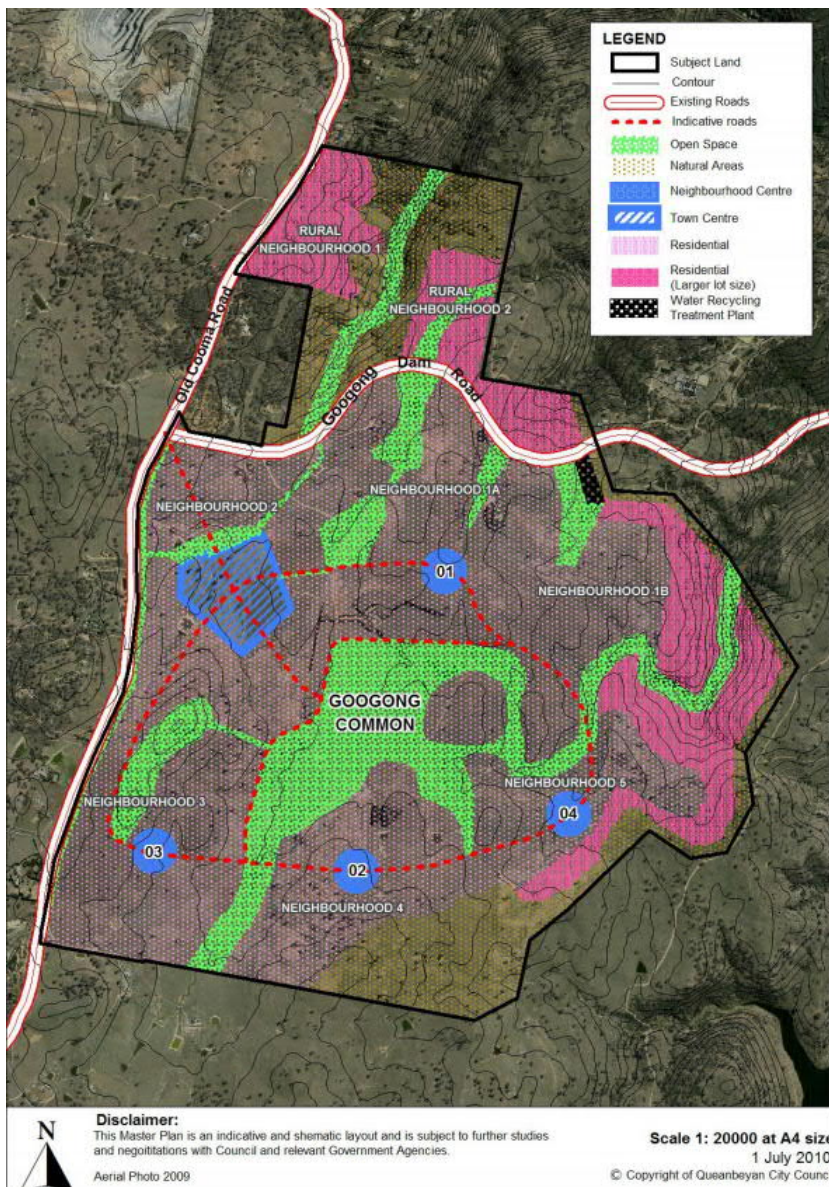 LEGEND
Subject Land
Contour
Existing Roads
Indicative roads
Open Space
Natural Areas
Neighbourhood Centre
Town Centre
Residential
Residential
(Larger lot size)
Water Recycling
Treatment Plant
RURAL
NEIGHBOURHOOD 1
RURAL
NEIGHBOURHOOD 2
Old Cooma Road
Googong Dam Road
NEIGHBOURHOOD 2
NEIGHBOURHOOD 1A
01
NEIGHBOURHOOD 1B
GOOGONG
COMMON
NEIGHBOURHOOD 3
NEIGHBOURHOOD 5
04
03
02
NEIGHBOURHOOD 4
N
Disclaimer:
This Master Plan is an indicative and shematic layout and is subject to further studies
and negoititations with Council and relevant Government Agencies.
Aerial Photo 2009
Scale 1: 20000 at A4 size
1 July 2010
© Copyright of Queanbeyan City Counc